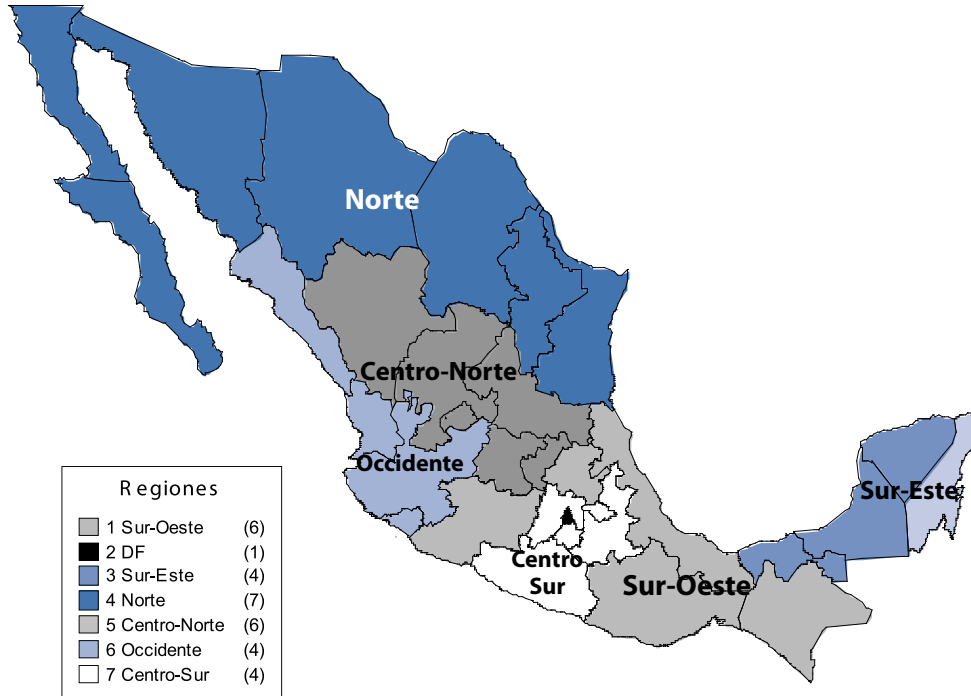 Norte
Centro-Norte
Occidente
Sur-Este
Centro
Sur
Sur-Oeste
Regiones
1 Sur-Oeste (6)
2 DF (1)
3 Sur-Este (4)
4 Norte (7)
5 Centro-Norte (6)
6 Occidente (4)
7 Centro-Sur (4)